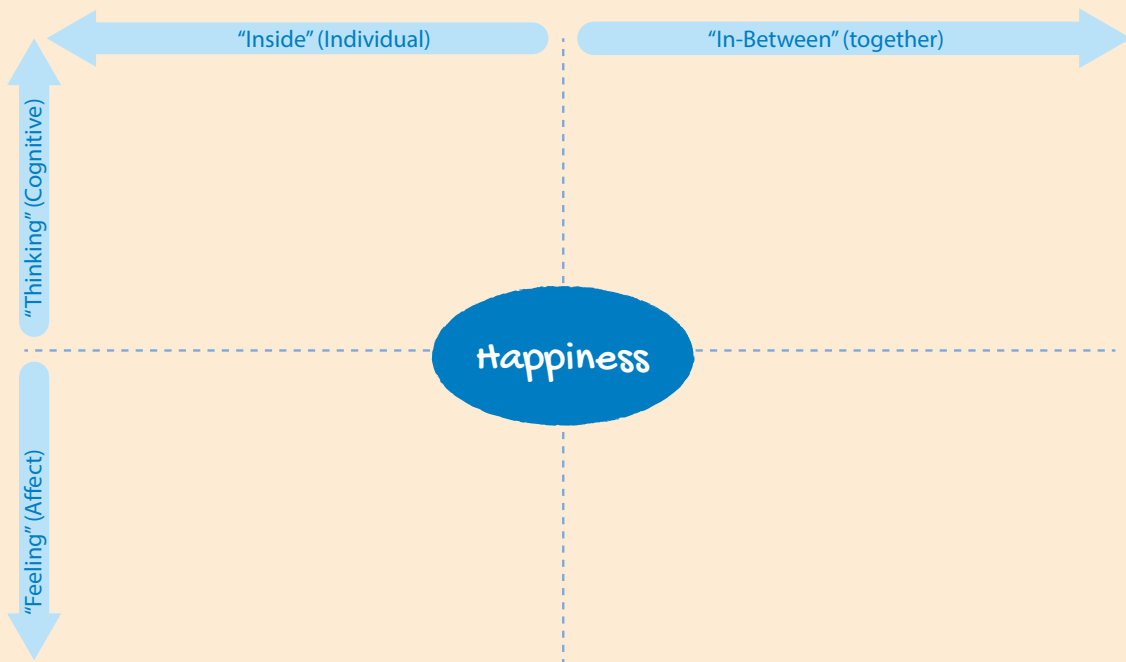 “Inside” (Individual)
“In-Between” (together)
“Thinking” (Cognitive)
Happiness
“Feeling” (Affect)